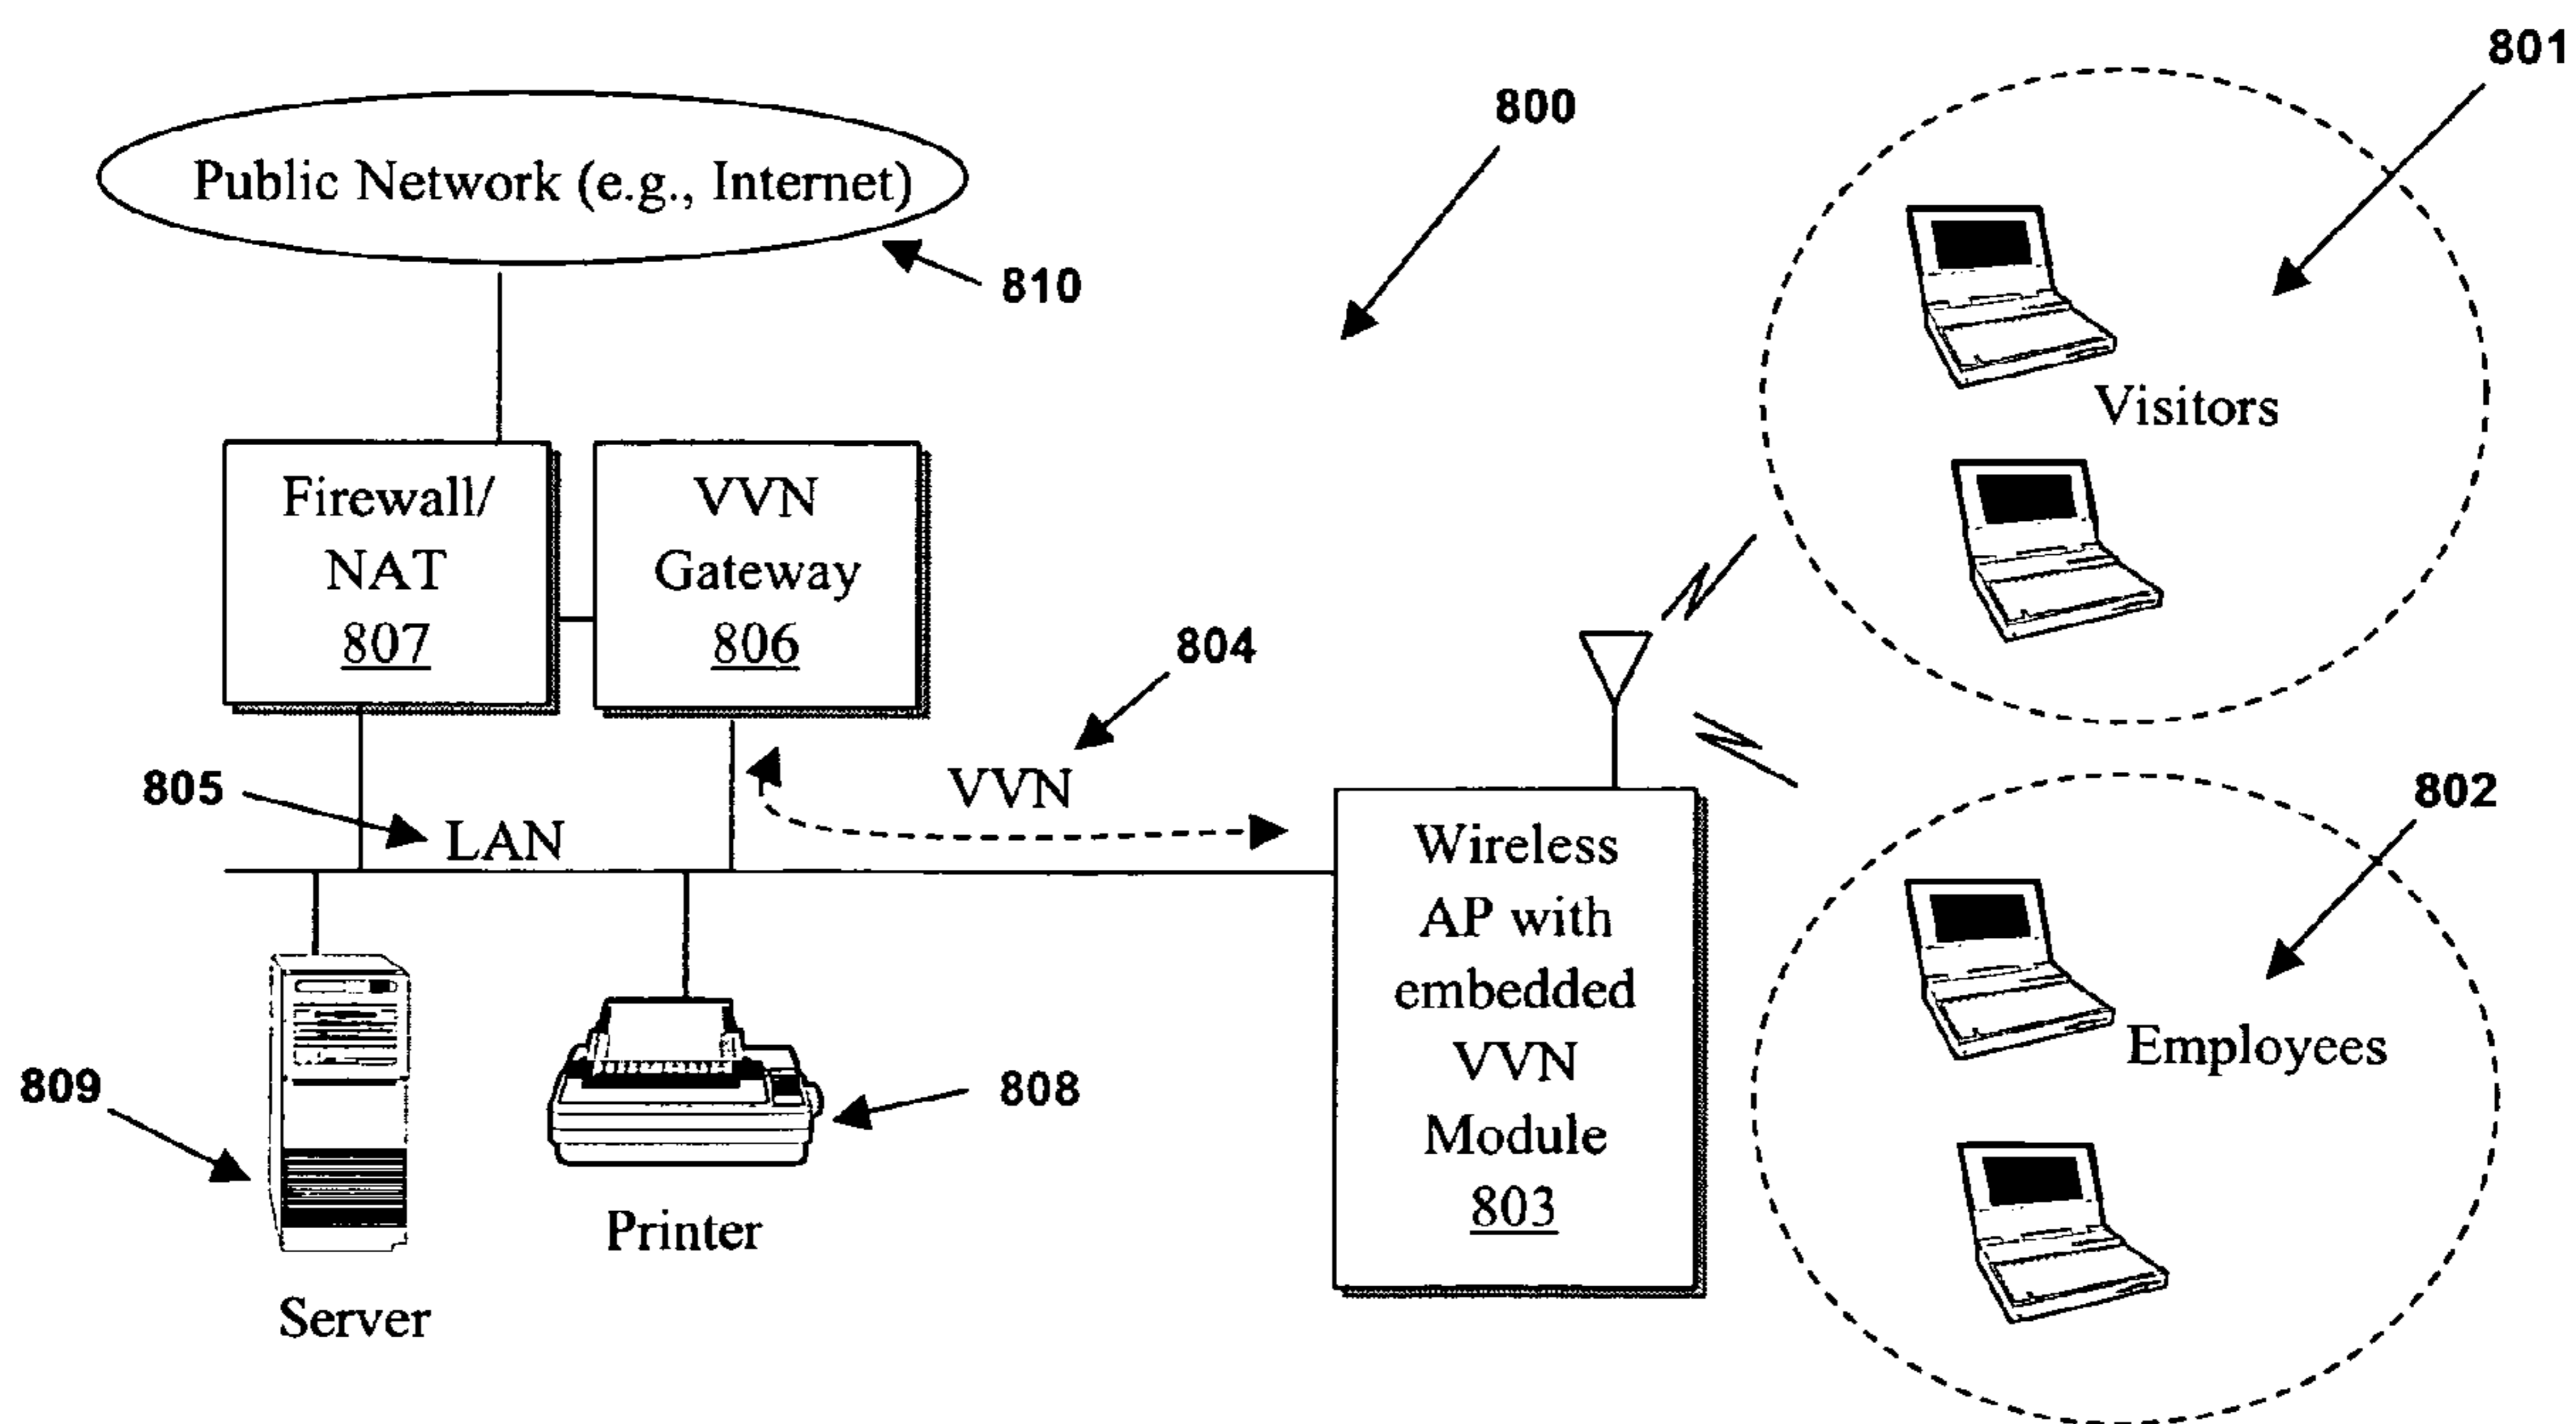 801
800
Public Network (e.g., Internet)
810
Visitors
Firewall/
NAT
807
VVN
Gateway
806
804
805
VVN
LAN
802
Wireless
AP with
embedded
VVN
Module
803
Employees
809
808
Printer
Server